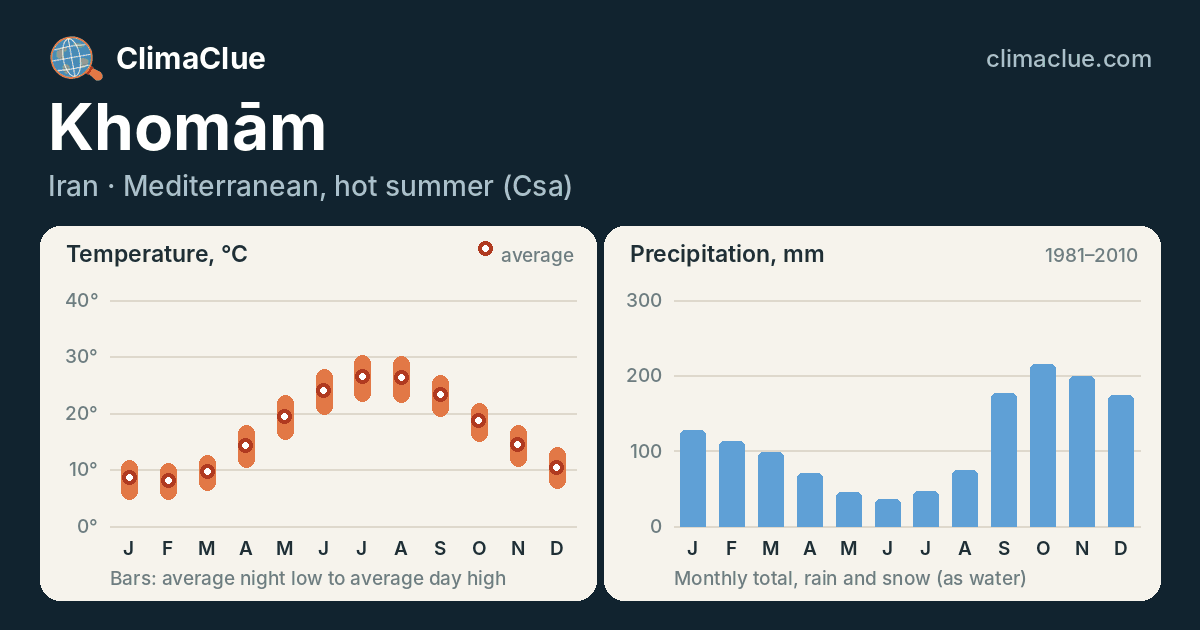 ClimaClue
climaclue.com
Khomām
Iran · Mediterranean, hot summer (Csa)
Temperature, °C
average
40°
30°
20°
10°
0°
J F M A M J J A S O N D
Bars: average night low to average day high
Precipitation, mm
1981–2010
300
200
100
0
J F M A M J J A S O N D
Monthly total, rain and snow (as water)